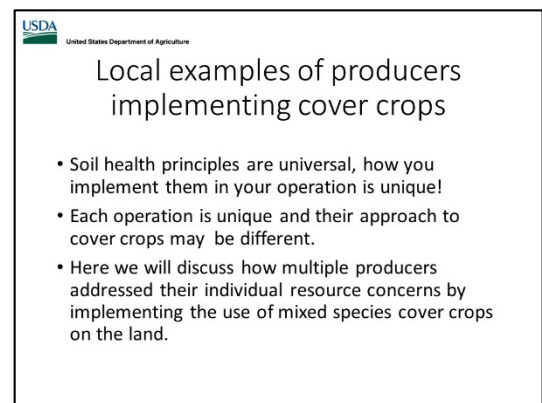 USDA
United States Department of Agriculture
Local examples of producers
implementing cover crops
• Soil health principles are universal, how you
implement them in your operation is unique!
• Each operation is unique and their approach to
cover crops may be different.
• Here we will discuss how multiple producers
addressed their individual resource concerns by
implementing the use of mixed species cover crops
on the land.